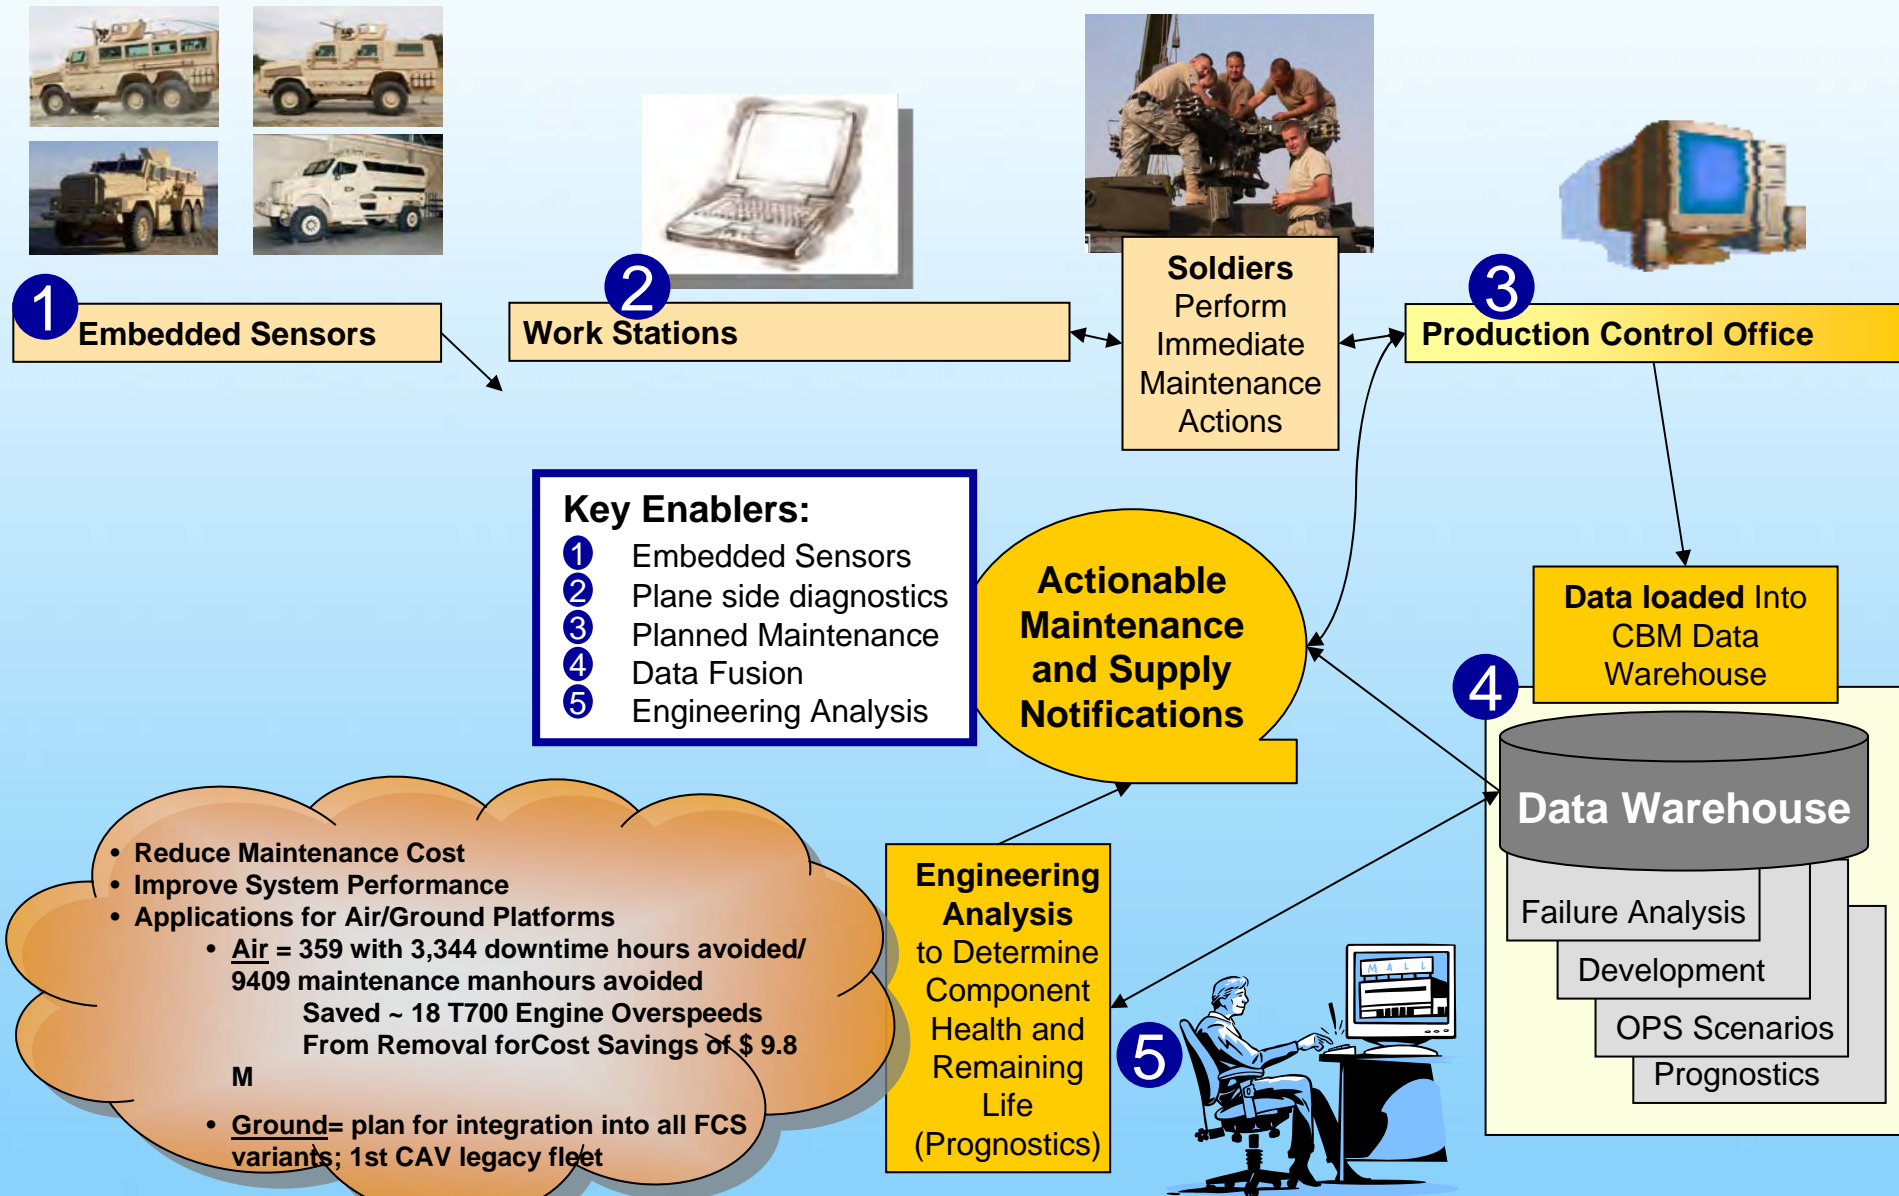 1
Embedded Sensors
2
Work Stations
Soldiers
Perform
Immediate
Maintenance
Actions
3
Production Control Office
Key Enablers:
1 Embedded Sensors
2 Plane side diagnostics
3 Planned Maintenance
4 Data Fusion
5 Engineering Analysis
Actionable
Maintenance
and Supply
Notifications
Data loaded Into
CBM Data
Warehouse
4
Data Warehouse
Failure Analysis
Development
OPS Scenarios
Prognostics
• Reduce Maintenance Cost
• Improve System Performance
• Applications for Air/Ground Platforms
• Air = 359 with 3,344 downtime hours avoided/
9409 maintenance manhours avoided
Saved ~ 18 T700 Engine Overspeeds
From Removal forCost Savings of $ 9.8
M
• Ground= plan for integration into all FCS
variants; 1st CAV legacy fleet
Engineering
Analysis
to Determine
Component
Health and
Remaining
Life
(Prognostics)
5
MALL